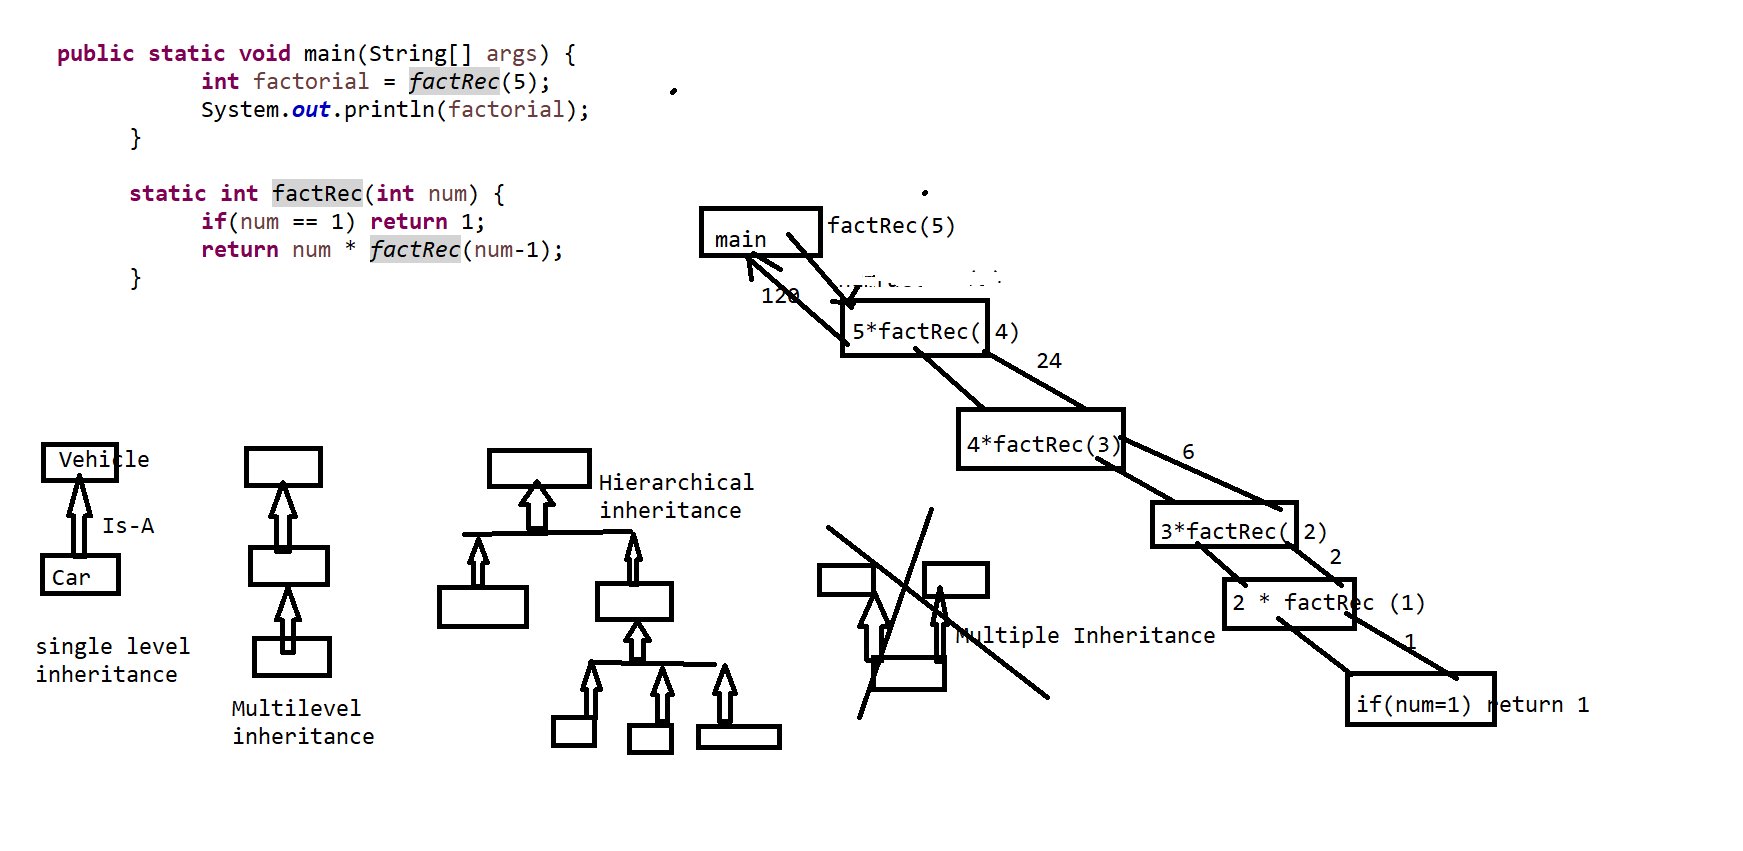 public static void main(String[] args) {
int factorial = factRec(5);
System.out.println(factorial);
}
static int factRec(int num) {
if(num == 1) return 1;
return num * factRec(num-1);
}
main
factRec(5)
120
5*factRec( 4)
24
4*factRec(3)
6
3*factRec( 2)
2
2 * factRec (1)
1
if(num=1) return 1
Vehicle
Is-A
Car
single level
inheritance
Multilevel
inheritance
Hierarchical
inheritance
Multiple Inheritance